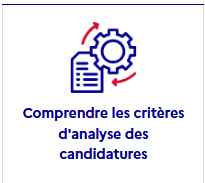 Comprendre les critères
d'analyse des
candidatures